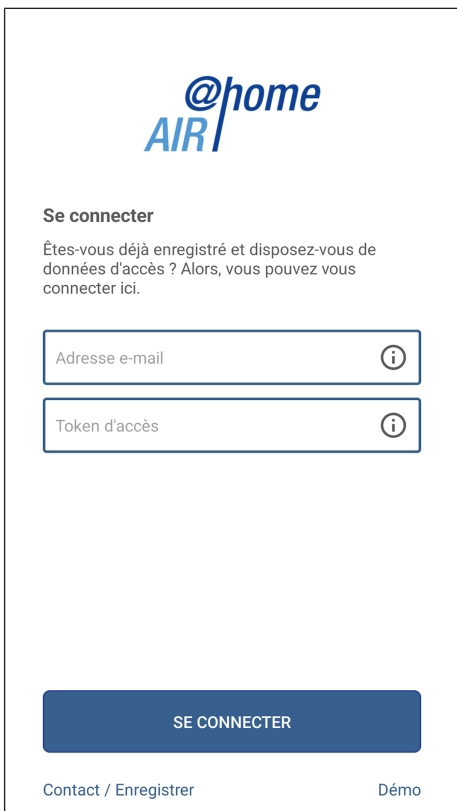 @home
AIR
Se connecter
Êtes-vous déjà enregistré et disposez-vous de
données d'accès ? Alors, vous pouvez vous
connecter ici.
Adresse e-mail
Token d'accès
SE CONNECTER
Contact / Enregistrer
Démo